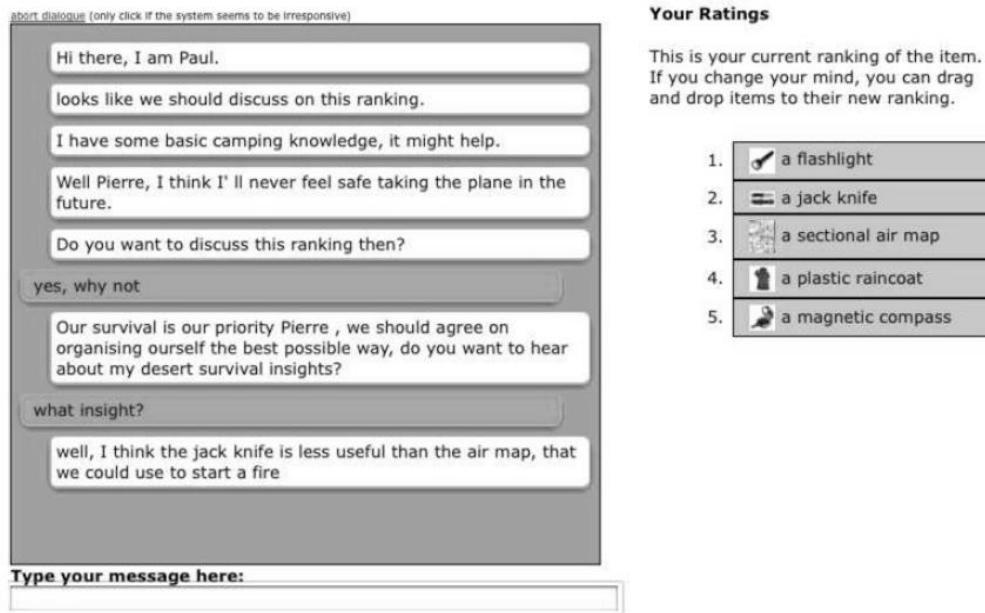 abort dialogue (only click if the system seems to be irresponsive)
Hi there, I am Paul.
looks like we should discuss on this ranking.
I have some basic camping knowledge, it might help.
Well Pierre, I think I' ll never feel safe taking the plane in the
future.
Do you want to discuss this ranking then?
yes, why not
Our survival is our priority Pierre , we should agree on
organising ourself the best possible way, do you want to hear
about my desert survival insights?
what insight?
well, I think the jack knife is less useful than the air map, that
we could use to start a fire
Type your message here:
Your Ratings
This is your current ranking of the item.
If you change your mind, you can drag
and drop items to their new ranking.
1. a flashlight
2. a jack knife
3. a sectional air map
4. a plastic raincoat
5. a magnetic compass